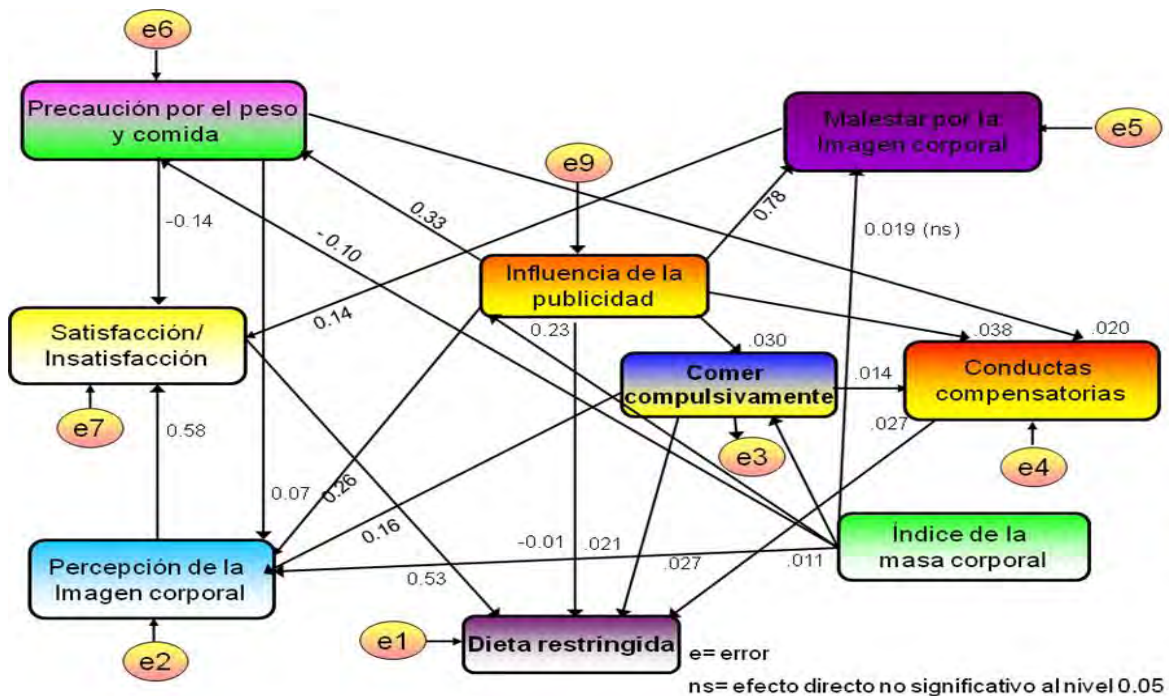 e6
Precaución por el peso
y comida
Malestar por la
Imagen corporal
e5
e9
0.33
-0.14
-0.10
0.78
0.019 (ns)
Influencia de la
publicidad
Satisfacción/
Insatisfacción
0.14
0.23
.030
.038
.020
Comer
compulsivamente
.014
Conductas
compensatorias
e7
0.58
.027
e3
e4
0.07
0.26
0.16
Percepción de la
Imagen corporal
-0.01
.021
0.53
.027
.011
Índice de la
masa corporal
e2
e1
Dieta restringida
e= error
ns= efecto directo no significativo al nivel 0.05